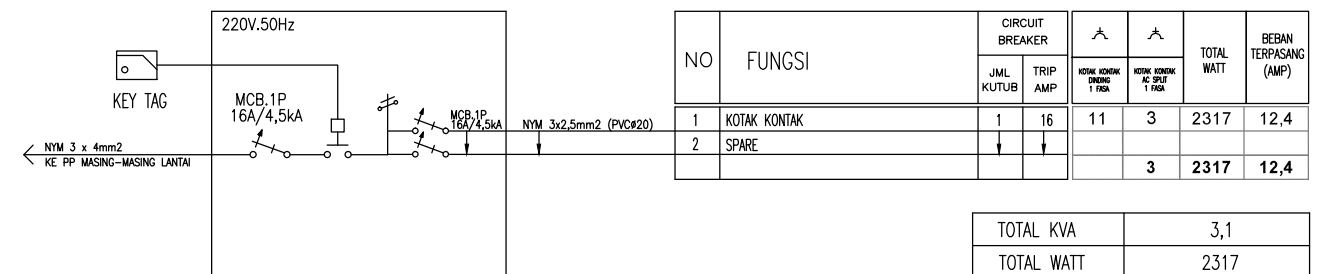 220V.50Hz
KEY TAG
MCB.1P
16A/4,5kA
MCB.1P
16A/4,5kA
NYM 3x2,5mm2 (PVCø20)
NYM 3 x 4mm2
KE PP MASING-MASING LANTAI
NO FUNGSI CIRCUIT BREAKER TOTAL WATT BEBAN TERPASANG (AMP)
JML KUTUB TRIP AMP KOTAK KONTAK DINDING 1 FASA KOTAK KONTAK AC SPLIT 1 FASA
1 KOTAK KONTAK 1 16 11 3 2317 12,4
2 SPARE
3 2317 12,4
TOTAL KVA 3,1
TOTAL WATT 2317